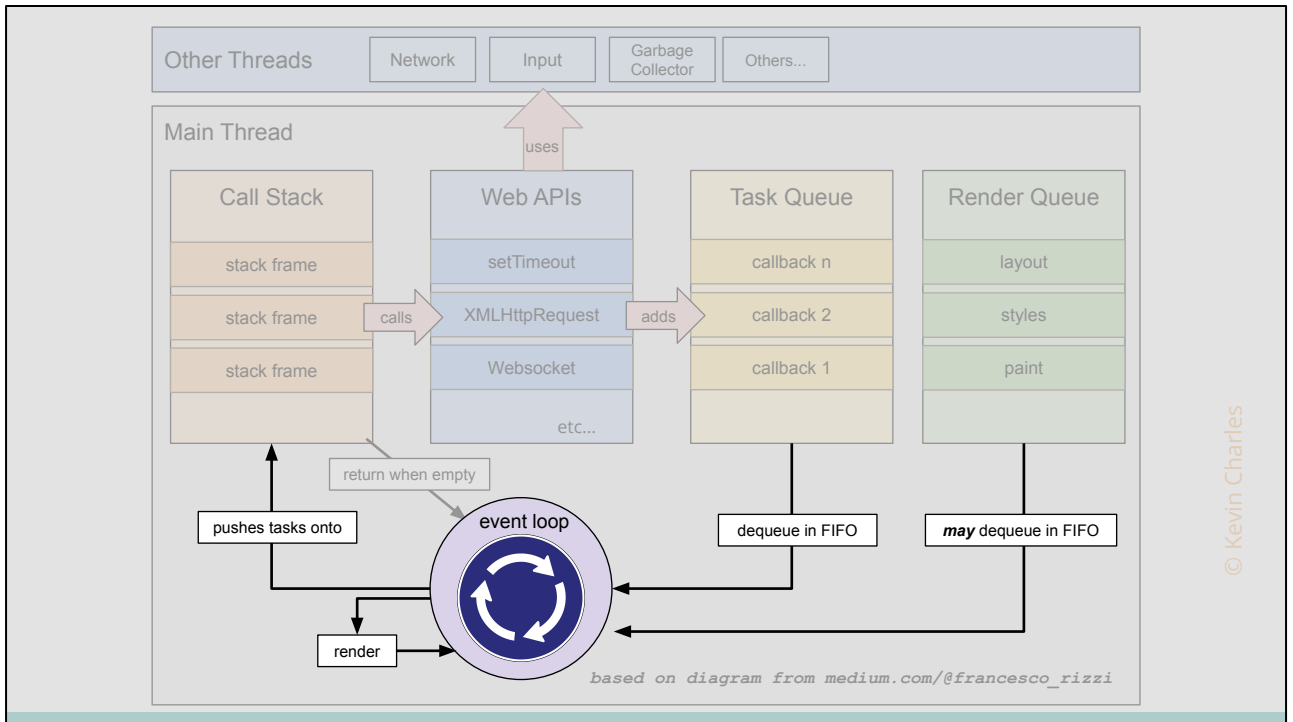 Other Threads
Network
Input
Garbage
Collector
Others...
Main Thread
uses
Call Stack
stack frame
stack frame
stack frame
calls
Web APIs
setTimeout
XMLHttpRequest
Websocket
etc...
adds
Task Queue
callback n
callback 2
callback 1
Render Queue
layout
styles
paint
return when empty
pushes tasks onto
event loop
dequeue in FIFO
may dequeue in FIFO
render
based on diagram from medium.com/@francesco_rizzi
© Kevin Charles